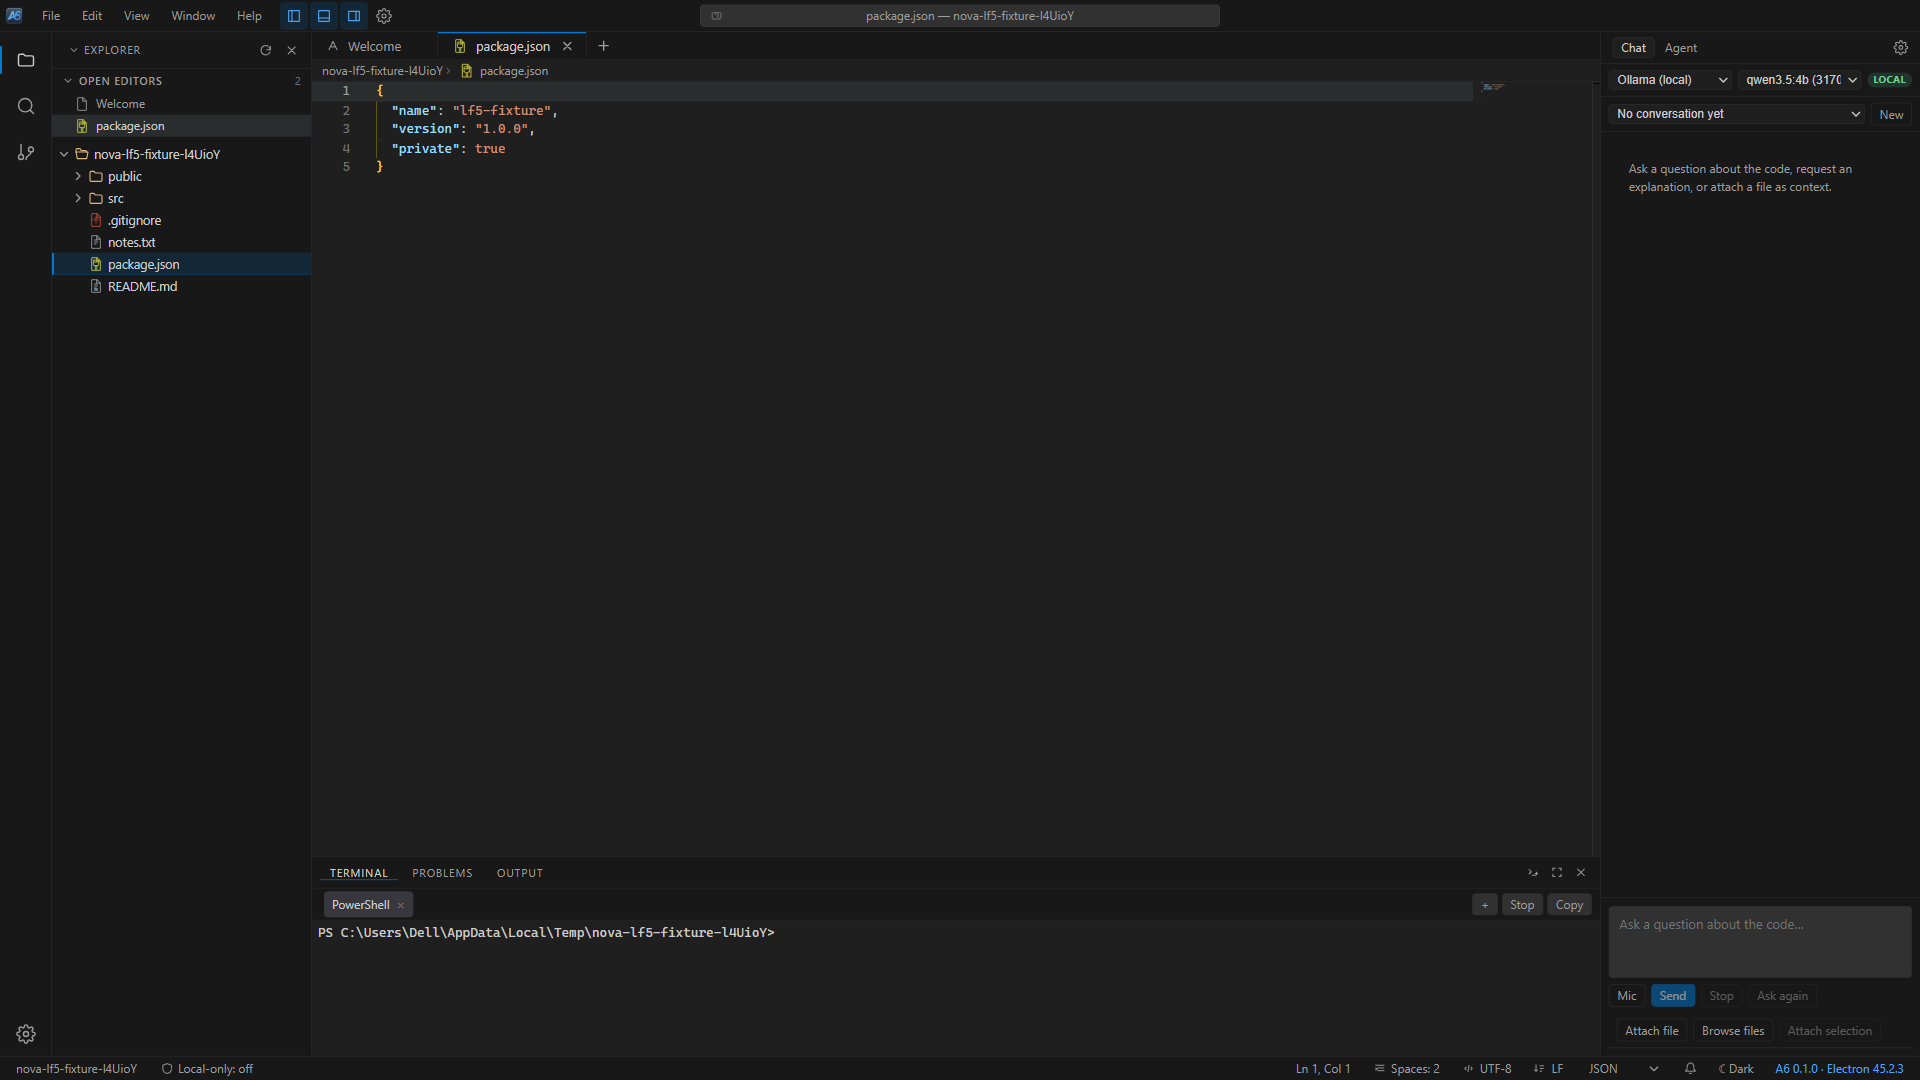 File Edit View Window Help
package.json — nova-lf5-fixture-l4UioY
EXPLORER
OPEN EDITORS 2
Welcome
package.json
nova-lf5-fixture-l4UioY
public
src
.gitignore
notes.txt
package.json
README.md
Welcome
package.json
nova-lf5-fixture-l4UioY › package.json
1 {
2 "name": "lf5-fixture",
3 "version": "1.0.0",
4 "private": true
5 }
TERMINAL PROBLEMS OUTPUT
PowerShell
+ Stop Copy
PS C:\Users\Dell\AppData\Local\Temp\nova-lf5-fixture-l4UioY>
Chat Agent
Ollama (local) qwen3.5:4b (3170 LOCAL
No conversation yet New
Ask a question about the code, request an
explanation, or attach a file as context.
Ask a question about the code...
Mic Send Stop Ask again
Attach file Browse files Attach selection
nova-lf5-fixture-l4UioY Local-only: off
Ln 1, Col 1 Spaces: 2 UTF-8 LF JSON Dark A6 0.1.0 · Electron 45.2.3